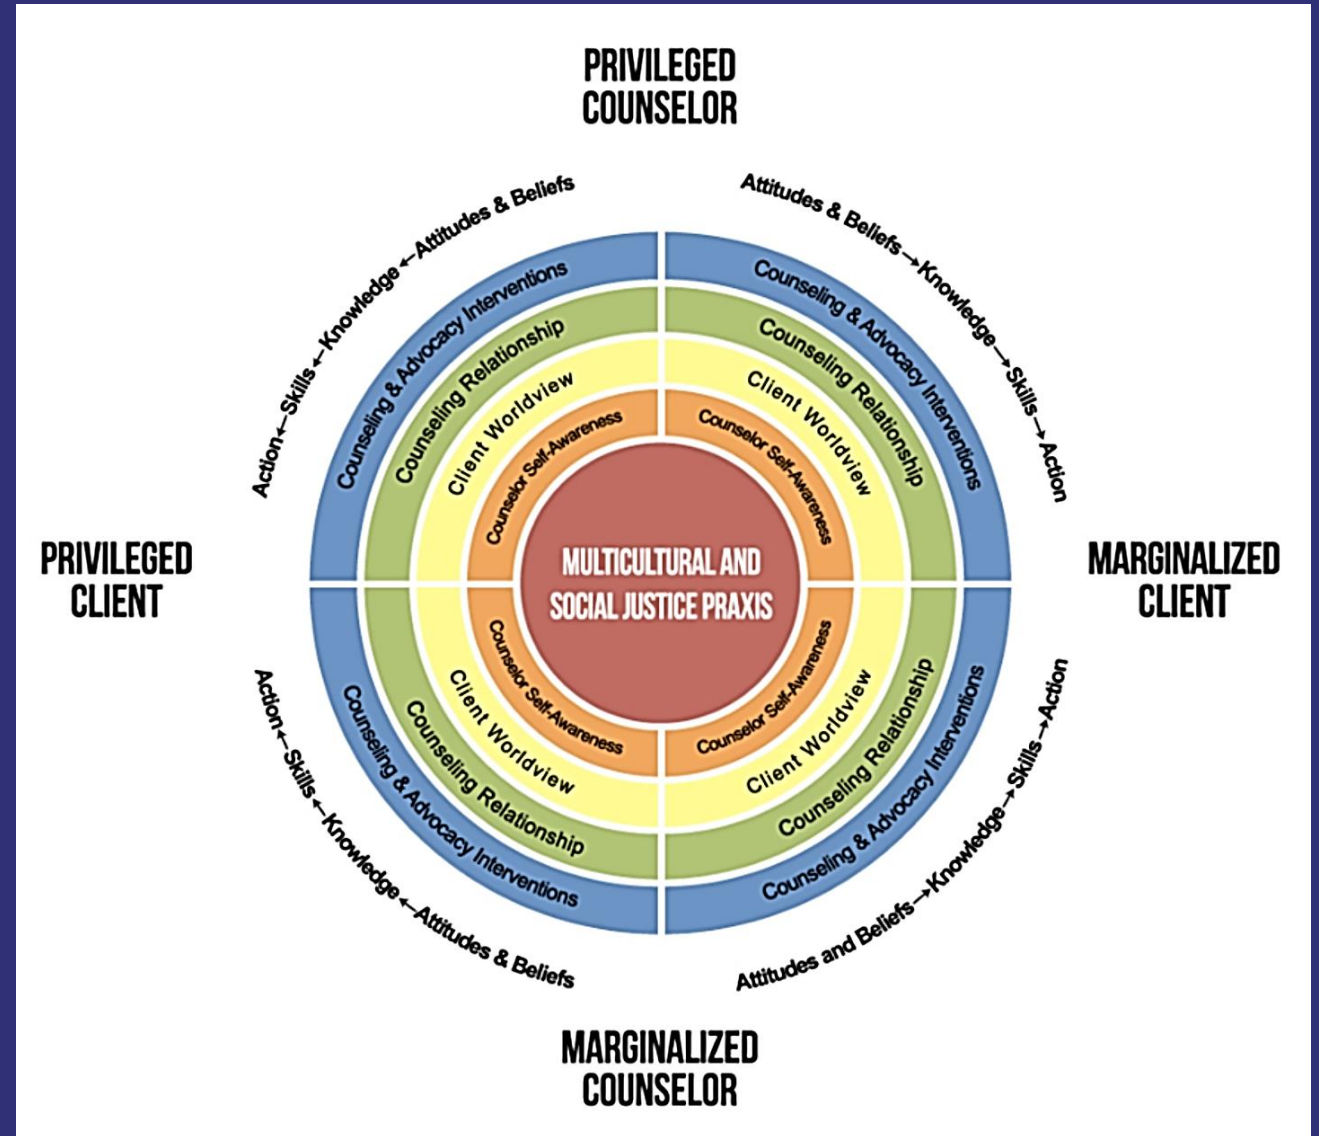 PRIVILEGED
COUNSELOR
Action←Skills←Knowledge←Attitudes & Beliefs
Attitudes & Beliefs→Knowledge→Skills→Action
Counseling & Advocacy Interventions
Counseling & Advocacy Interventions
Counseling Relationship
Counseling Relationship
Client Worldview
Client Worldview
Counselor Self-Awareness
Counselor Self-Awareness
PRIVILEGED
CLIENT
MULTICULTURAL AND
SOCIAL JUSTICE PRAXIS
MARGINALIZED
CLIENT
Counselor Self-Awareness
Counselor Self-Awareness
Client Worldview
Client Worldview
Counseling Relationship
Counseling Relationship
Counseling & Advocacy Interventions
Counseling & Advocacy Interventions
Action←Skills←Knowledge←Attitudes & Beliefs
Attitudes and Beliefs→Knowledge→Skills→Action
MARGINALIZED
COUNSELOR